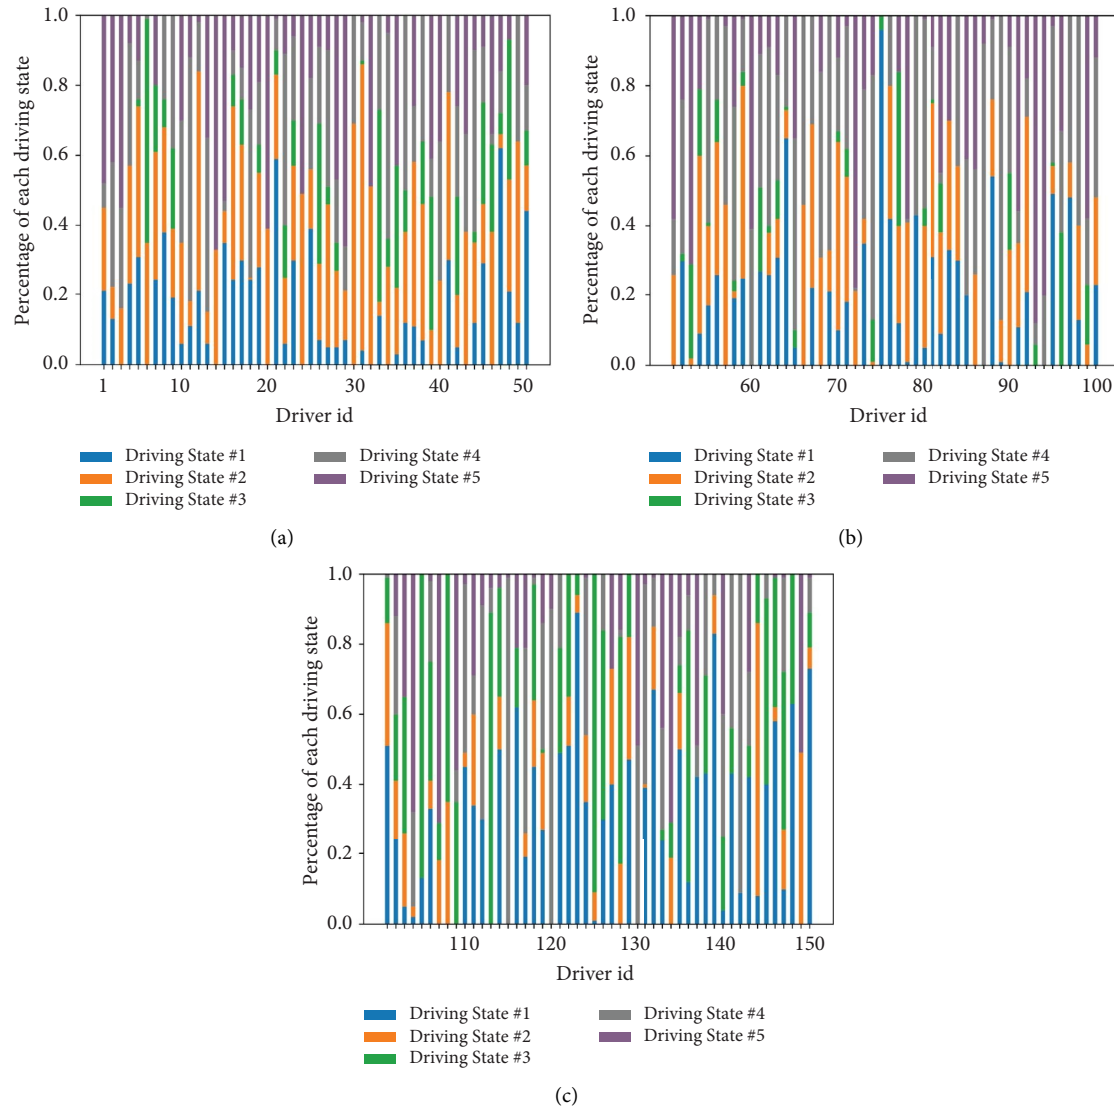 1.0
0.8
0.6
0.4
0.2
0.0
Percentage of each driving state
1 10 20 30 40 50
Driver id
Driving State #1
Driving State #2
Driving State #3
Driving State #4
Driving State #5
(a)
1.0
0.8
0.6
0.4
0.2
0.0
Percentage of each driving state
60 70 80 90 100
Driver id
Driving State #1
Driving State #2
Driving State #3
Driving State #4
Driving State #5
(b)
1.0
0.8
0.6
0.4
0.2
0.0
Percentage of each driving state
110 120 130 140 150
Driver id
Driving State #1
Driving State #2
Driving State #3
Driving State #4
Driving State #5
(c)